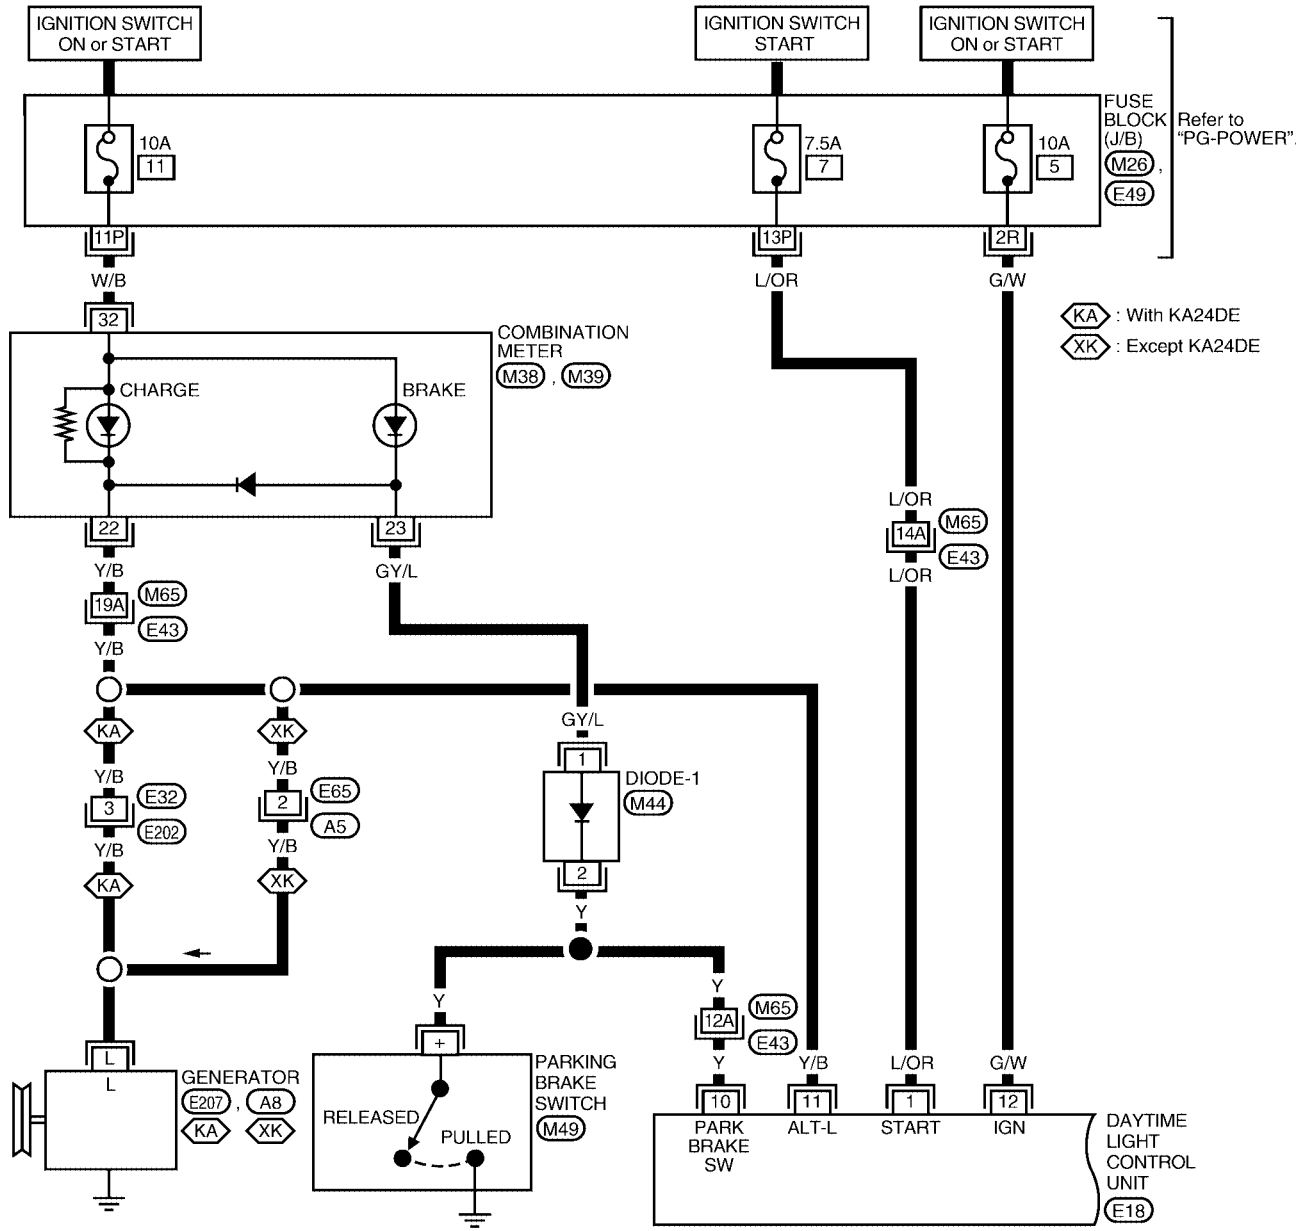 IGNITION SWITCH
ON or START
IGNITION SWITCH
START
IGNITION SWITCH
ON or START
10A
11
7.5A
7
10A
5
FUSE
BLOCK
(J/B)
M26 ,
E49
Refer to
"PG-POWER".
11P
13P
2R
W/B
L/OR
G/W
32
KA : With KA24DE
XK : Except KA24DE
COMBINATION
METER
M38 , M39
CHARGE
BRAKE
22
23
Y/B
GY/L
L/OR
14A
M65
E43
L/OR
19A
M65
E43
Y/B
KA
XK
GY/L
Y/B
Y/B
1
DIODE-1
M44
3
E32
E202
2
E65
A5
Y/B
Y/B
KA
XK
2
Y
Y
Y
12A
M65
E43
+
Y
Y/B
L/OR
G/W
L
L
GENERATOR
E207 , A8
KA
XK
PARKING
BRAKE
SWITCH
M49
RELEASED
PULLED
10
11
1
12
PARK
BRAKE
SW
ALT-L
START
IGN
DAYTIME
LIGHT
CONTROL
UNIT
E18